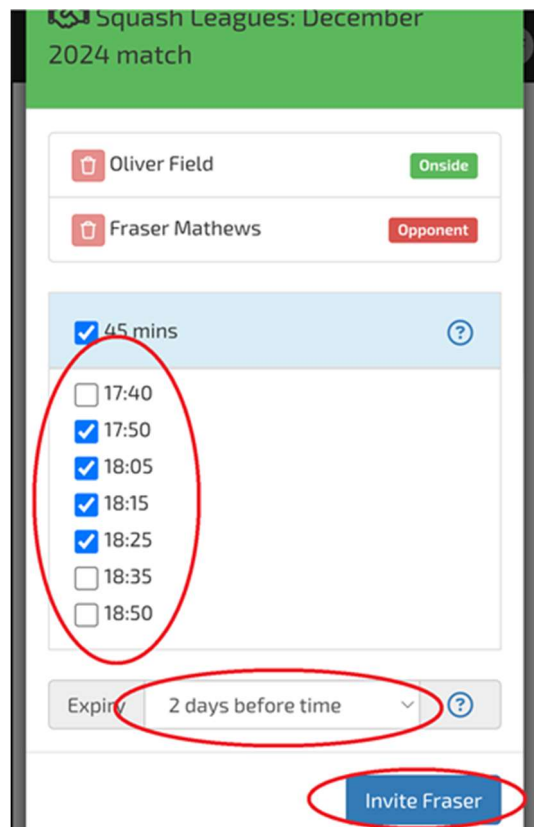 Squash Leagues: December
2024 match
Oliver Field
Onside
Fraser Mathews
Opponent
45 mins
?
17:40
17:50
18:05
18:15
18:25
18:35
18:50
Expiry
2 days before time
?
Invite Fraser